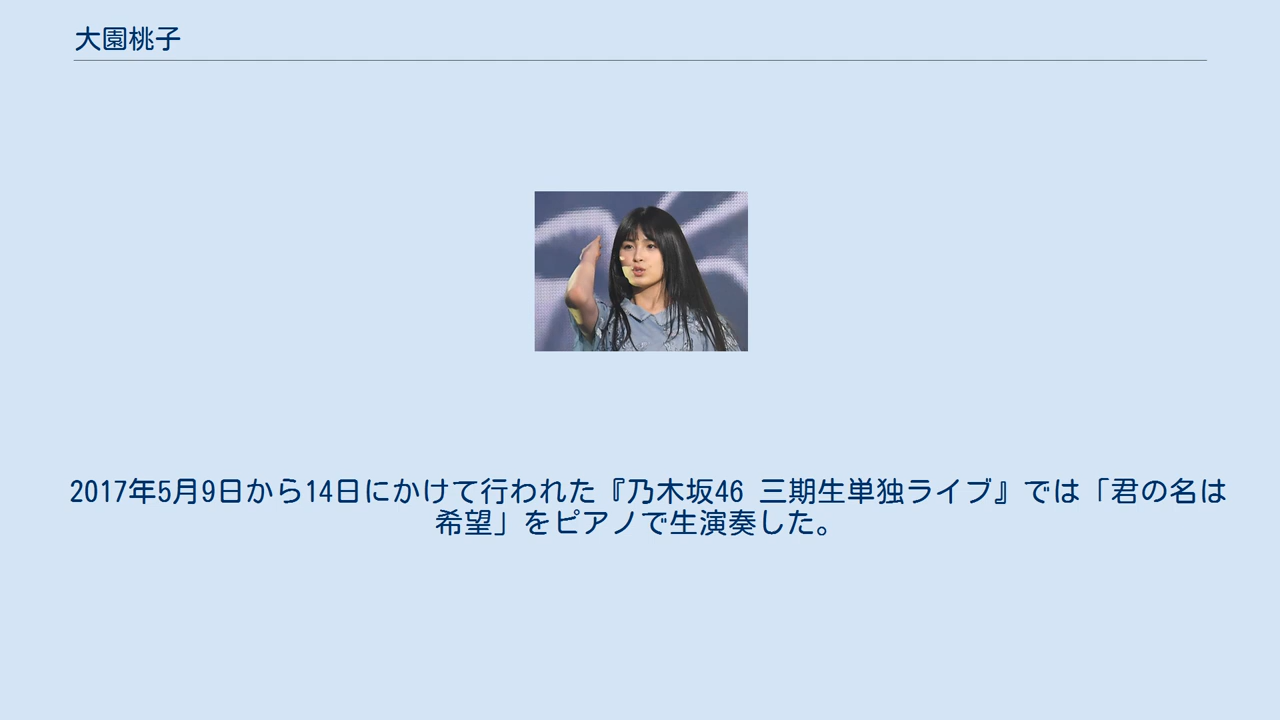 大園桃子
2017年5月9日から14日にかけて行われた『乃木坂46 三期生単独ライブ』では「君の名は
希望」をピアノで生演奏した。